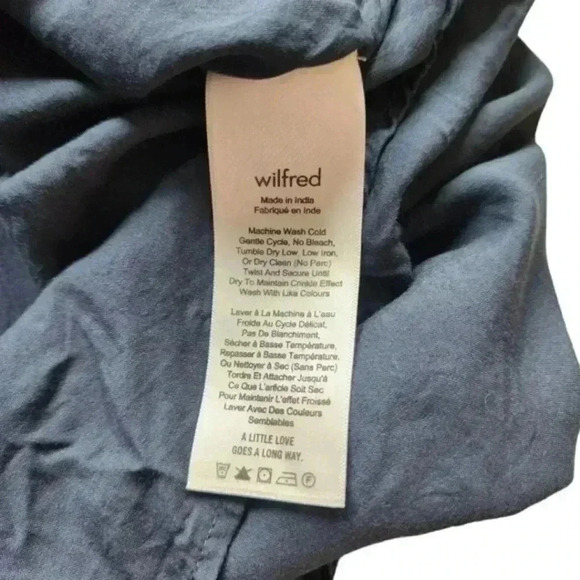 wilfred
Made in India
Fabriqué en Inde
Machine Wash Cold
Gentle Cycle, No Bleach,
Tumble Dry Low, Low Iron,
Or Dry Clean (No Perc)
Twist And Secure Until
Dry To Maintain Crinkle Effect
Wash With Like Colours
Laver à La Machine à L'eau
Froide Au Cycle Délicat,
Pas De Blanchiment,
Sécher à Basse Température,
Repasser à Basse Température,
Ou Nettoyer à Sec (Sans Perc)
Tordre Et Attacher Jusqu'à
Ce Que L'article Soit Sec
Pour Maintenir L'effet Froissé
Laver Avec Des Couleurs
Semblables
A LITTLE LOVE
GOES A LONG WAY.
F